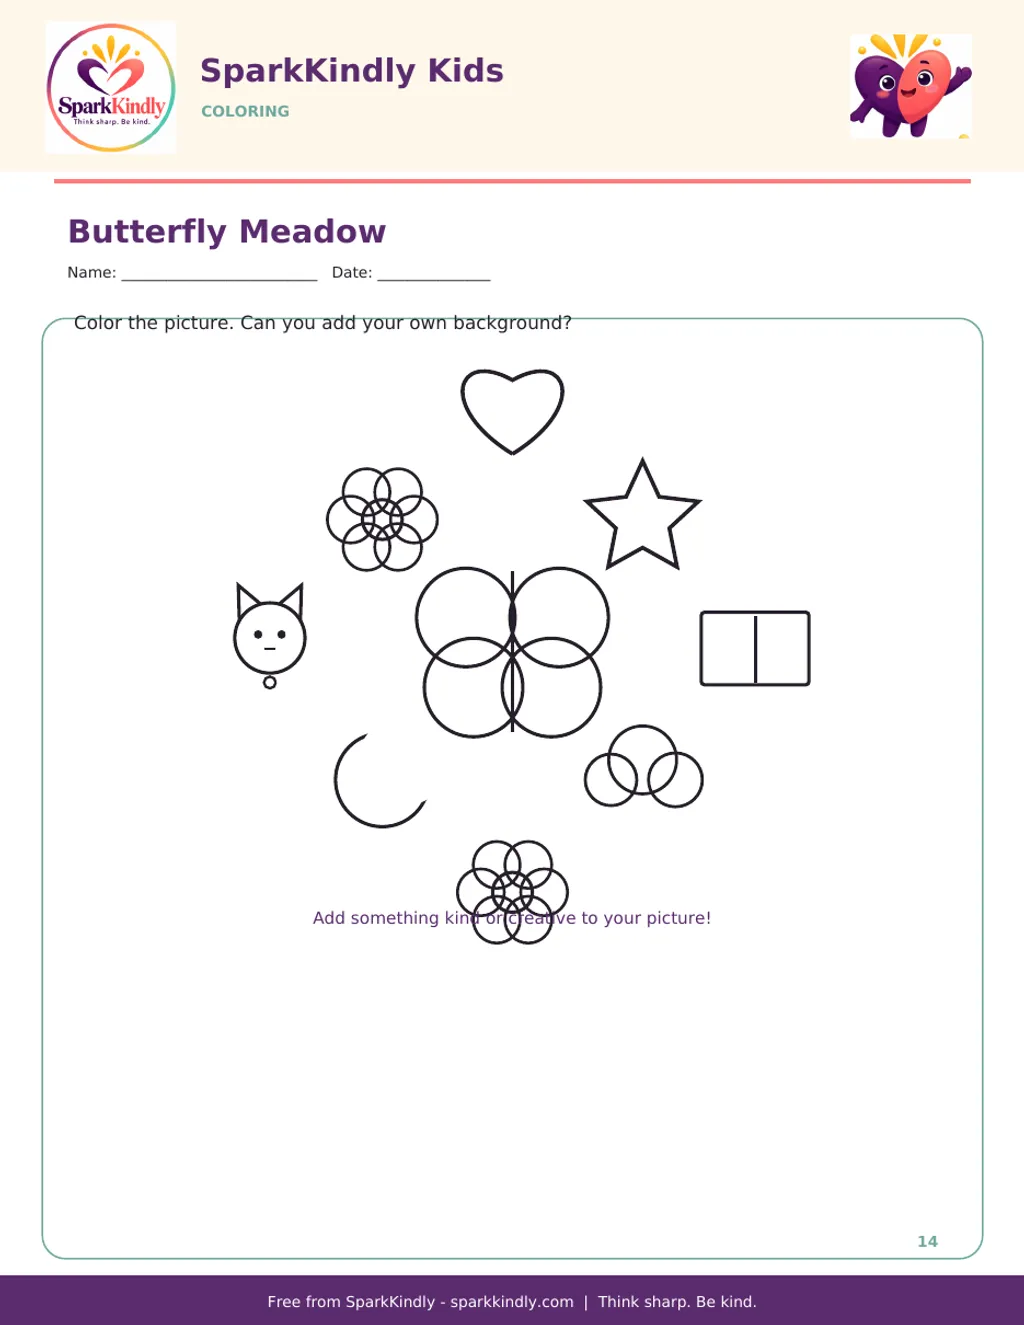 SparkKindly
Think sharp. Be kind.
SparkKindly Kids
COLORING
Butterfly Meadow
Name: __________________________ Date: _______________
Color the picture. Can you add your own background?
Add something kind or creative to your picture!
14
Free from SparkKindly - sparkkindly.com | Think sharp. Be kind.